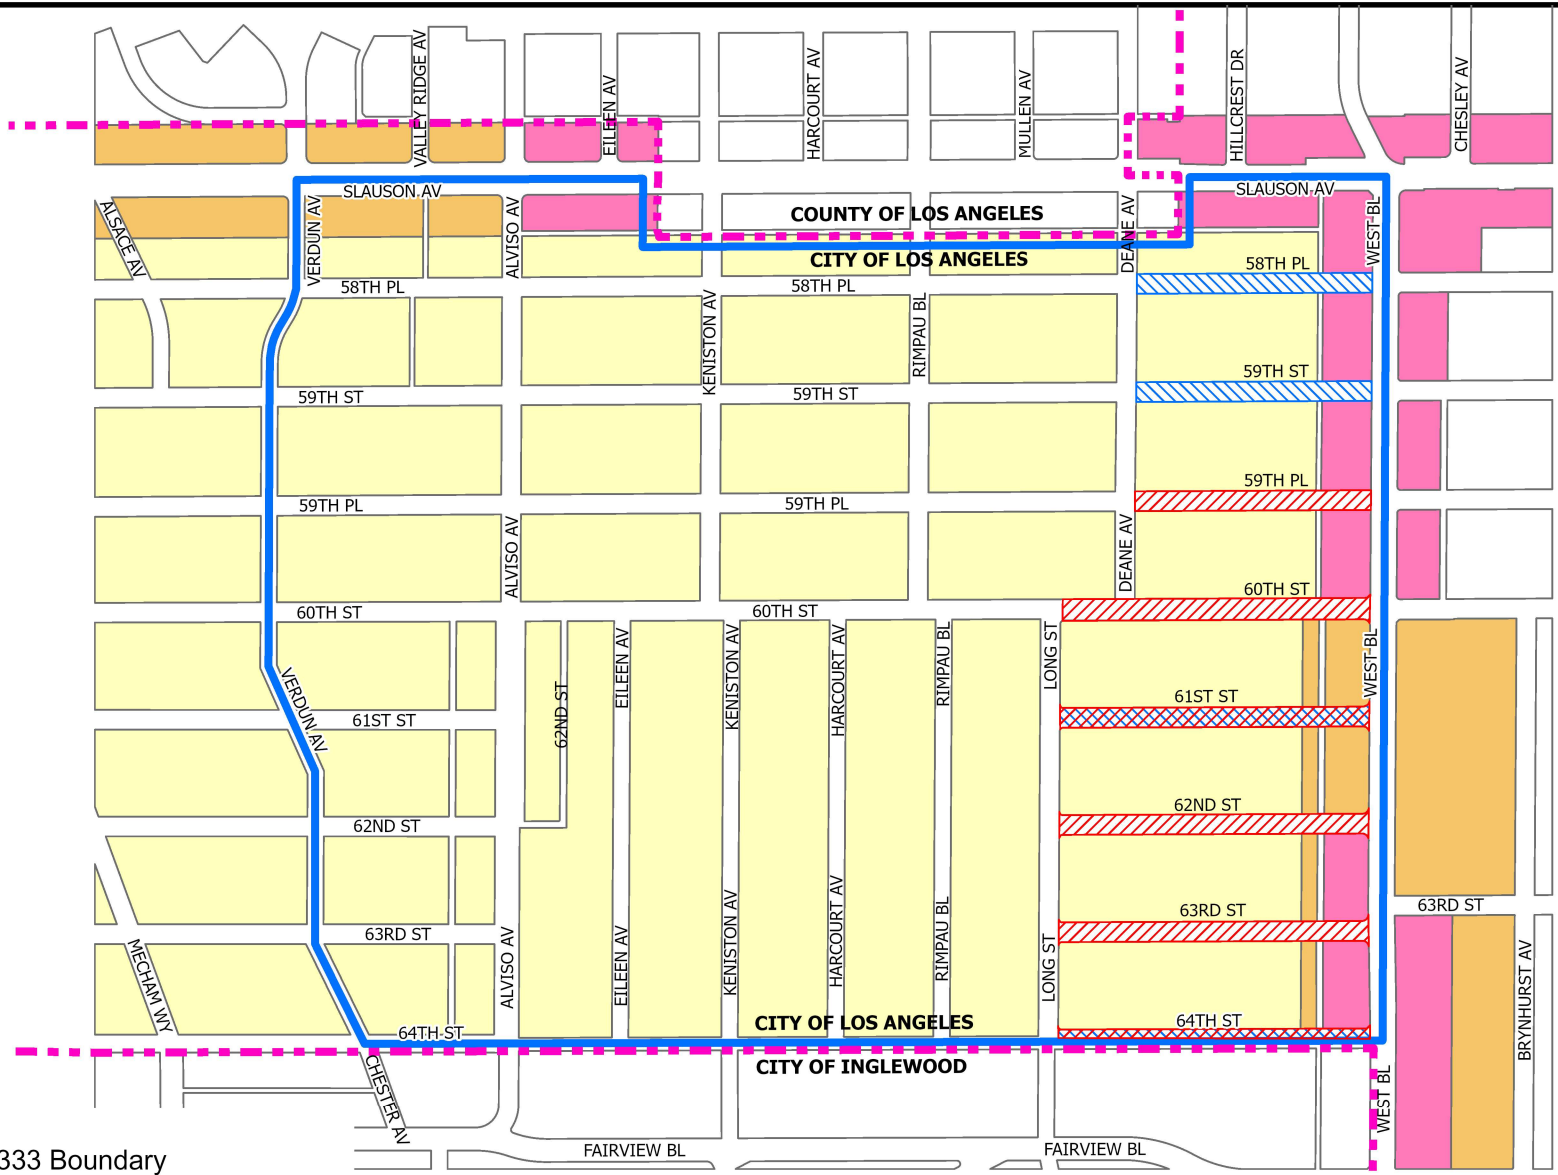 VALLEY RIDGE AV
EILEEN AV
HARCOURT AV
MULLEN AV
HILLCREST DR
CHESLEY AV
SLAUSON AV
SLAUSON AV
ALSACE AV
VERDUN AV
ALVISO AV
COUNTY OF LOS ANGELES
DEANE AV
WEST BL
CITY OF LOS ANGELES
58TH PL
58TH PL
58TH PL
KENISTON AV
RIMPAU BL
59TH ST
59TH ST
59TH ST
59TH PL
59TH PL
59TH PL
ALVISO AV
DEANE AV
60TH ST
60TH ST
60TH ST
VERDUN AV
62ND ST
EILEEN AV
KENISTON AV
HARCOURT AV
RIMPAU BL
LONG ST
WEST BL
61ST ST
61ST ST
62ND ST
62ND ST
63RD ST
63RD ST
63RD ST
MECHAM WY
ALVISO AV
EILEEN AV
KENISTON AV
HARCOURT AV
RIMPAU BL
LONG ST
BRYNHURST AV
64TH ST
CITY OF LOS ANGELES
64TH ST
CITY OF INGLEWOOD
CHESTER AV
WEST BL
FAIRVIEW BL
FAIRVIEW BL
333 Boundary